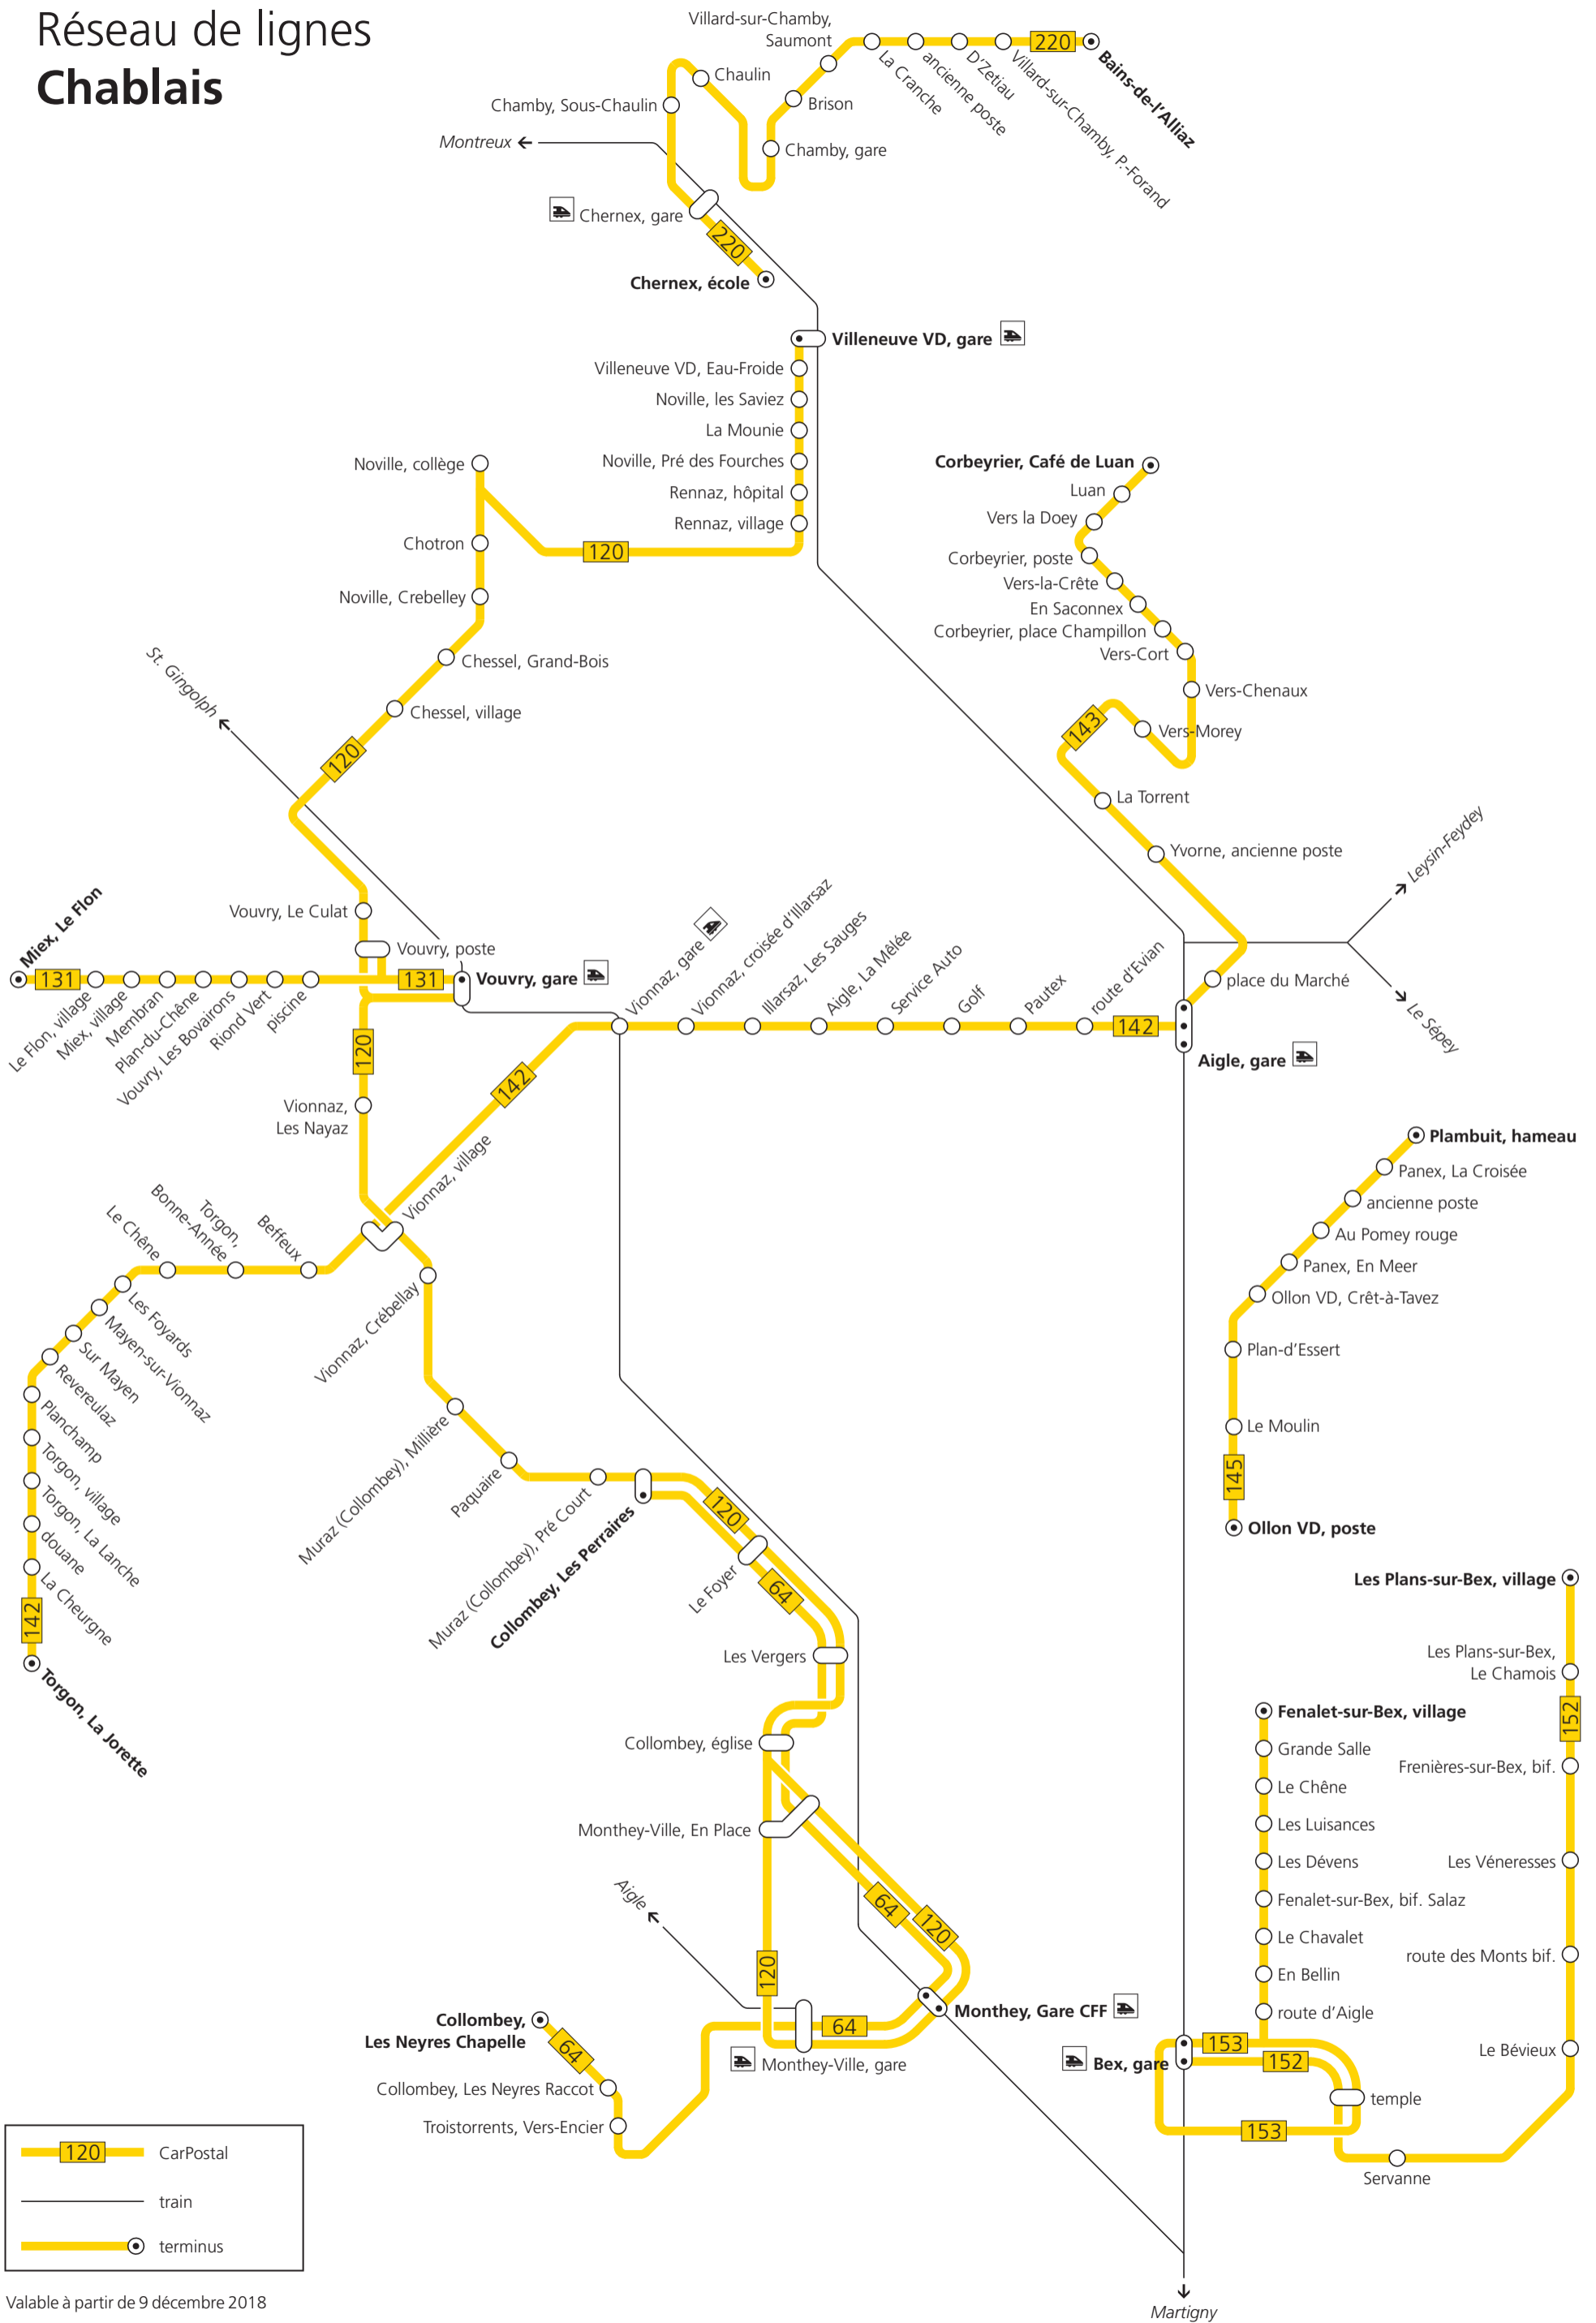 Réseau de lignes
Chablais
Villard-sur-Chamby,
Saumont
La Cranche
ancienne poste
D'Zetiau
Villard-sur-Chamby, P.-Forand
220
Bains-de-l'Alliaz
Chaulin
Chamby, Sous-Chaulin
Brison
Chamby, gare
Montreux
Chernex, gare
220
Chernex, école
Villeneuve VD, gare
Villeneuve VD, Eau-Froide
Noville, les Saviez
La Mounie
Noville, Pré des Fourches
Rennaz, hôpital
Rennaz, village
120
Noville, collège
Chotron
Noville, Crebelley
Chessel, Grand-Bois
Chessel, village
120
St. Gingolph
Corbeyrier, Café de Luan
Luan
Vers la Doey
Corbeyrier, poste
Vers-la-Crête
En Saconnex
Corbeyrier, place Champillon
Vers-Cort
Vers-Chenaux
Vers-Morey
143
La Torrent
Yvorne, ancienne poste
Leysin-Feydey
Le Sépey
place du Marché
Aigle, gare
Vouvry, Le Culat
Vouvry, poste
Miex, Le Flon
131
Le Flon, village
Miex, village
Membran
Plan-du-Chêne
Vouvry, Les Bovairons
Riond Vert
piscine
131
Vouvry, gare
Vionnaz, gare
Vionnaz, croisée d'Illarsaz
Illarsaz, Les Sauges
Aigle, La Mêlée
Service Auto
Golf
Pautex
route d'Evian
142
120
Vionnaz,
Les Nayaz
142
Vionnaz, village
Beffeux
Torgon,
Bonne-Année
Le Chêne
Les Foyards
Mayen-sur-Vionnaz
Sur Mayen
Revereulaz
Planchamp
Torgon, village
Torgon, La Lanche
douane
La Cheurgne
142
Torgon, La Jorette
Vionnaz, Crébellay
Muraz (Collombey), Millière
Paquaire
Muraz (Collombey), Pré Court
Collombey, Les Perraires
120
Le Foyer
64
Les Vergers
Collombey, église
Monthey-Ville, En Place
64
120
120
Aigle
Monthey, Gare CFF
64
Monthey-Ville, gare
Collombey,
Les Neyres Chapelle
64
Collombey, Les Neyres Raccot
Troistorrents, Vers-Encier
Plambuit, hameau
Panex, La Croisée
ancienne poste
Au Pomey rouge
Panex, En Meer
Ollon VD, Crêt-à-Tavez
Plan-d'Essert
Le Moulin
145
Ollon VD, poste
Les Plans-sur-Bex, village
Les Plans-sur-Bex,
Le Chamois
152
Frenières-sur-Bex, bif.
Les Véneresses
route des Monts bif.
Le Bévieux
Fenalet-sur-Bex, village
Grande Salle
Le Chêne
Les Luisances
Les Dévens
Fenalet-sur-Bex, bif. Salaz
Le Chavalet
En Bellin
route d'Aigle
153
152
Bex, gare
temple
153
Servanne
Martigny
120
CarPostal
train
terminus
Valable à partir de 9 décembre 2018